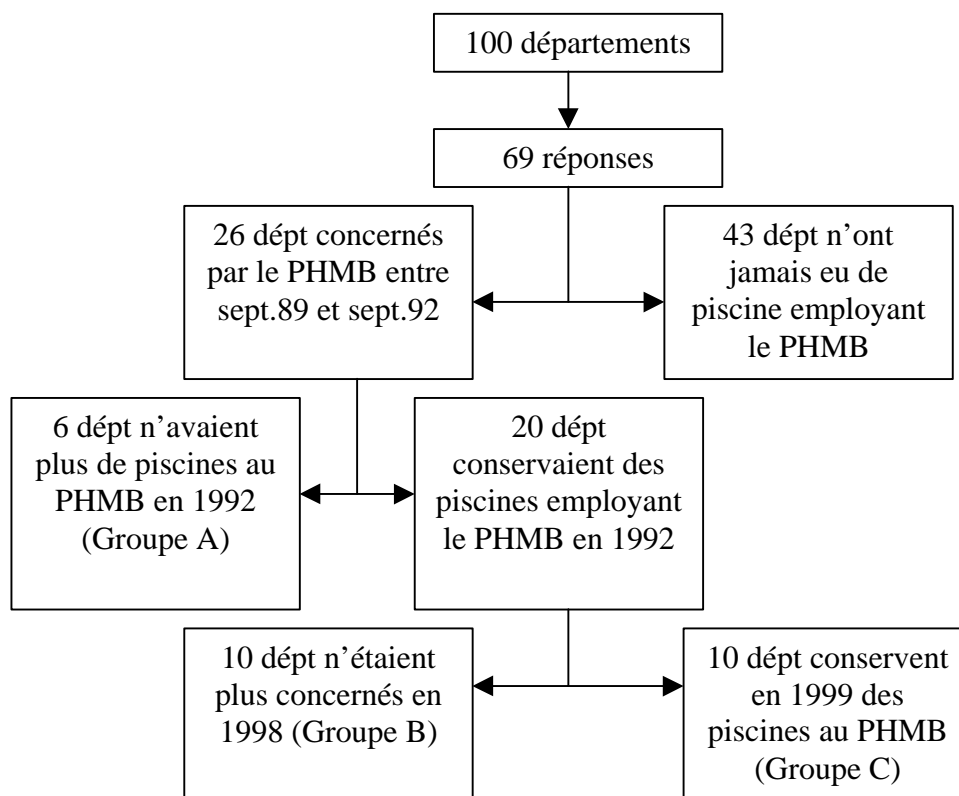 100 départements
69 réponses
26 dépt concernés
par le PHMB entre
sept.89 et sept.92
43 dépt n’ont
jamais eu de
piscine employant
le PHMB
6 dépt n’avaient
plus de piscines au
PHMB en 1992
(Groupe A)
20 dépt
conservaient des
piscines employant
le PHMB en 1992
10 dépt n’étaient
plus concernés en
1998 (Groupe B)
10 dépt conservent
en 1999 des
piscines au PHMB
(Groupe C)